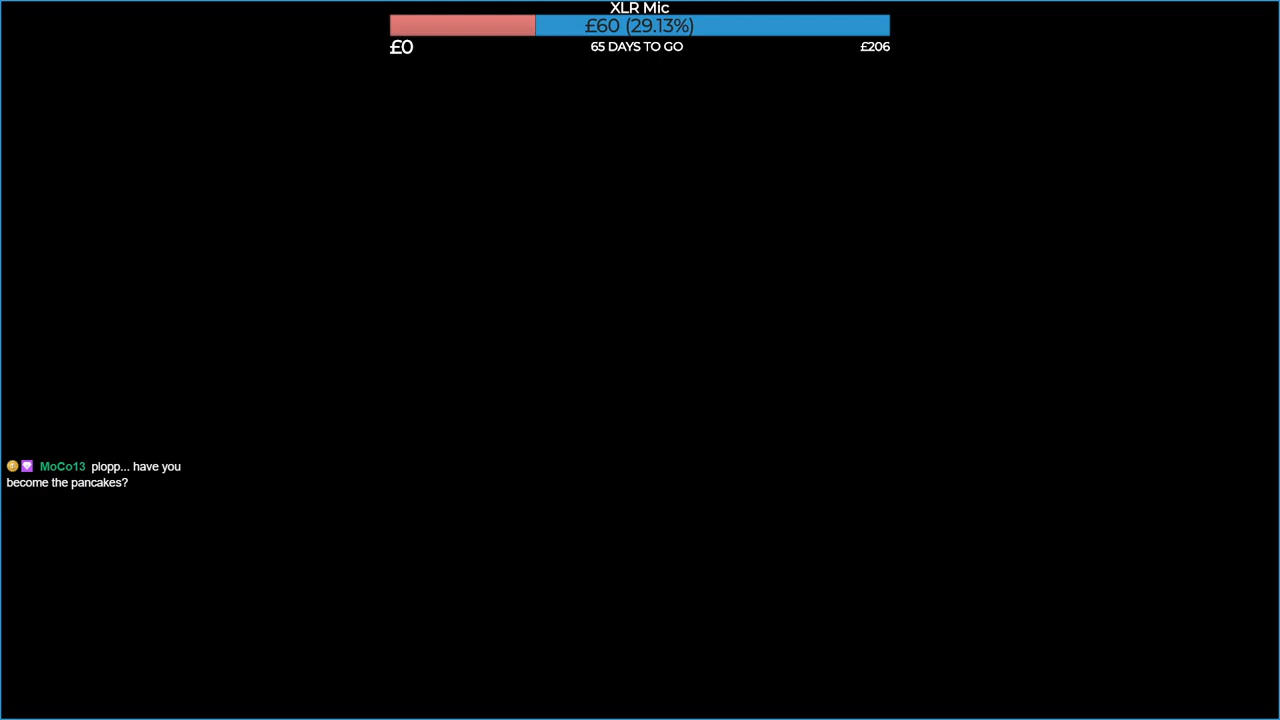 XLR Mic
£60 (29.13%)
£0
65 DAYS TO GO
£206
MoCo13 plopp... have you
become the pancakes?